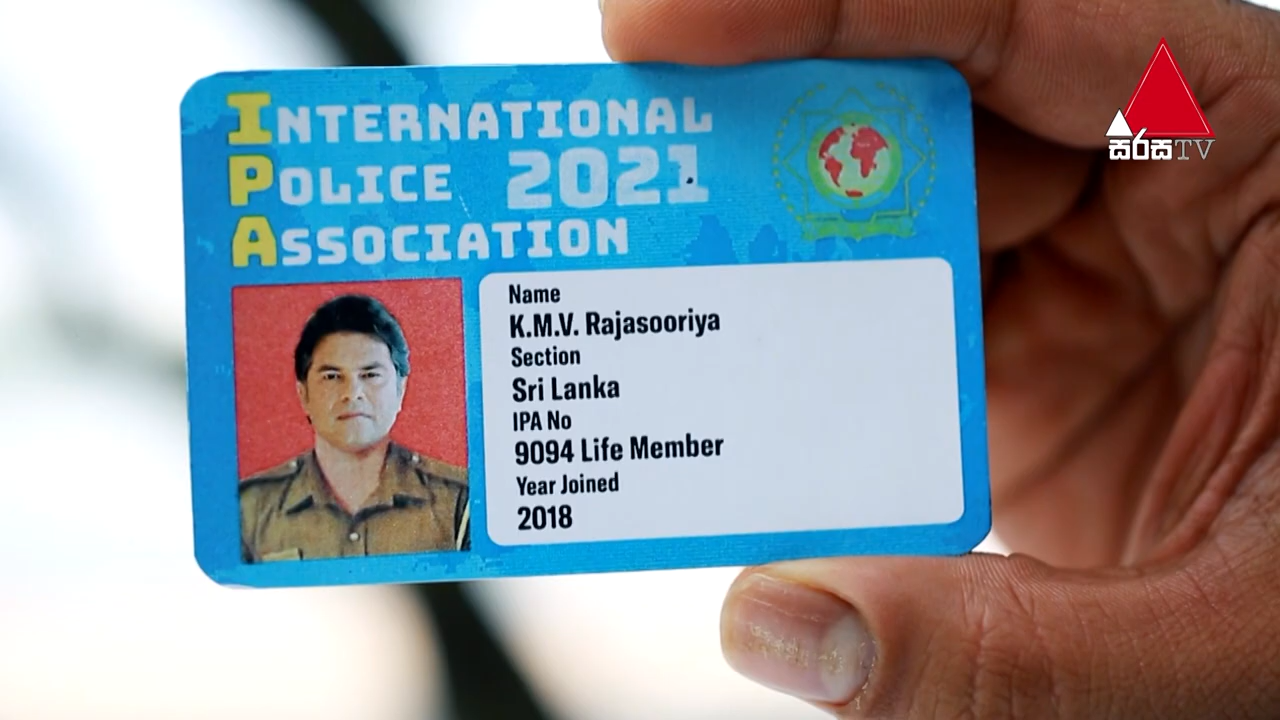 INTERNATIONAL
POLICE 2021
ASSOCIATION
Name
K.M.V. Rajasooriya
Section
Sri Lanka
IPA No
9094 Life Member
Year Joined
2018
සිරස TV